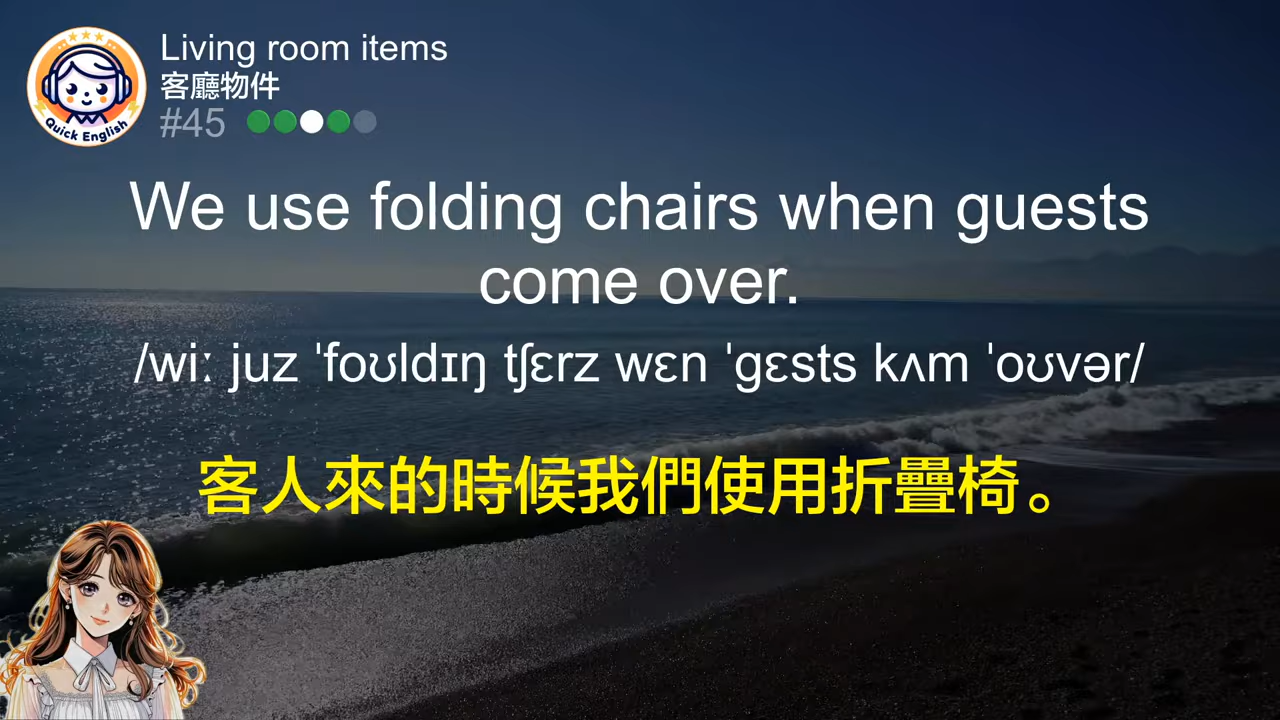 Living room items
客廳物件
#45
Quick English
We use folding chairs when guests
come over.
/wiː juz ˈfoʊldɪŋ tʃɛrz wɛn ˈgɛsts kʌm ˈoʊvər/
客人來的時候我們使用折疊椅。